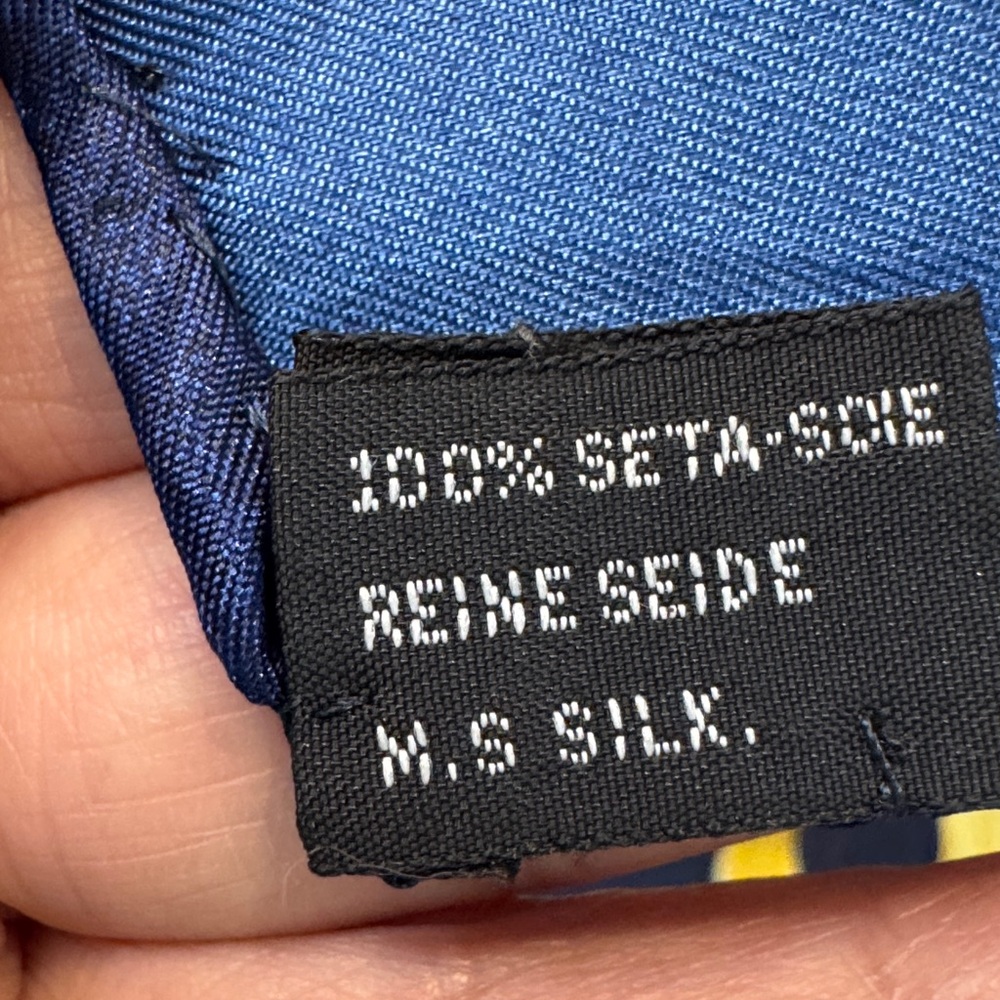 100% SETA-SOIE
REINE SEIDE
M.S SILK.